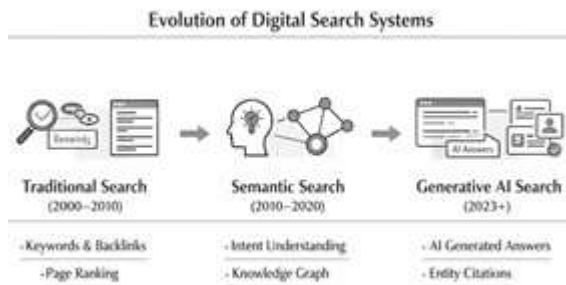 Evolution of Digital Search Systems
AI Answers
Traditional Search
(2000–2010)
Semantic Search
(2010–2020)
Generative AI Search
(2023+)
- Keywords & Backlinks
- Page Ranking
- Intent Understanding
- Knowledge Graph
- AI Generated Answers
- Entity Citations